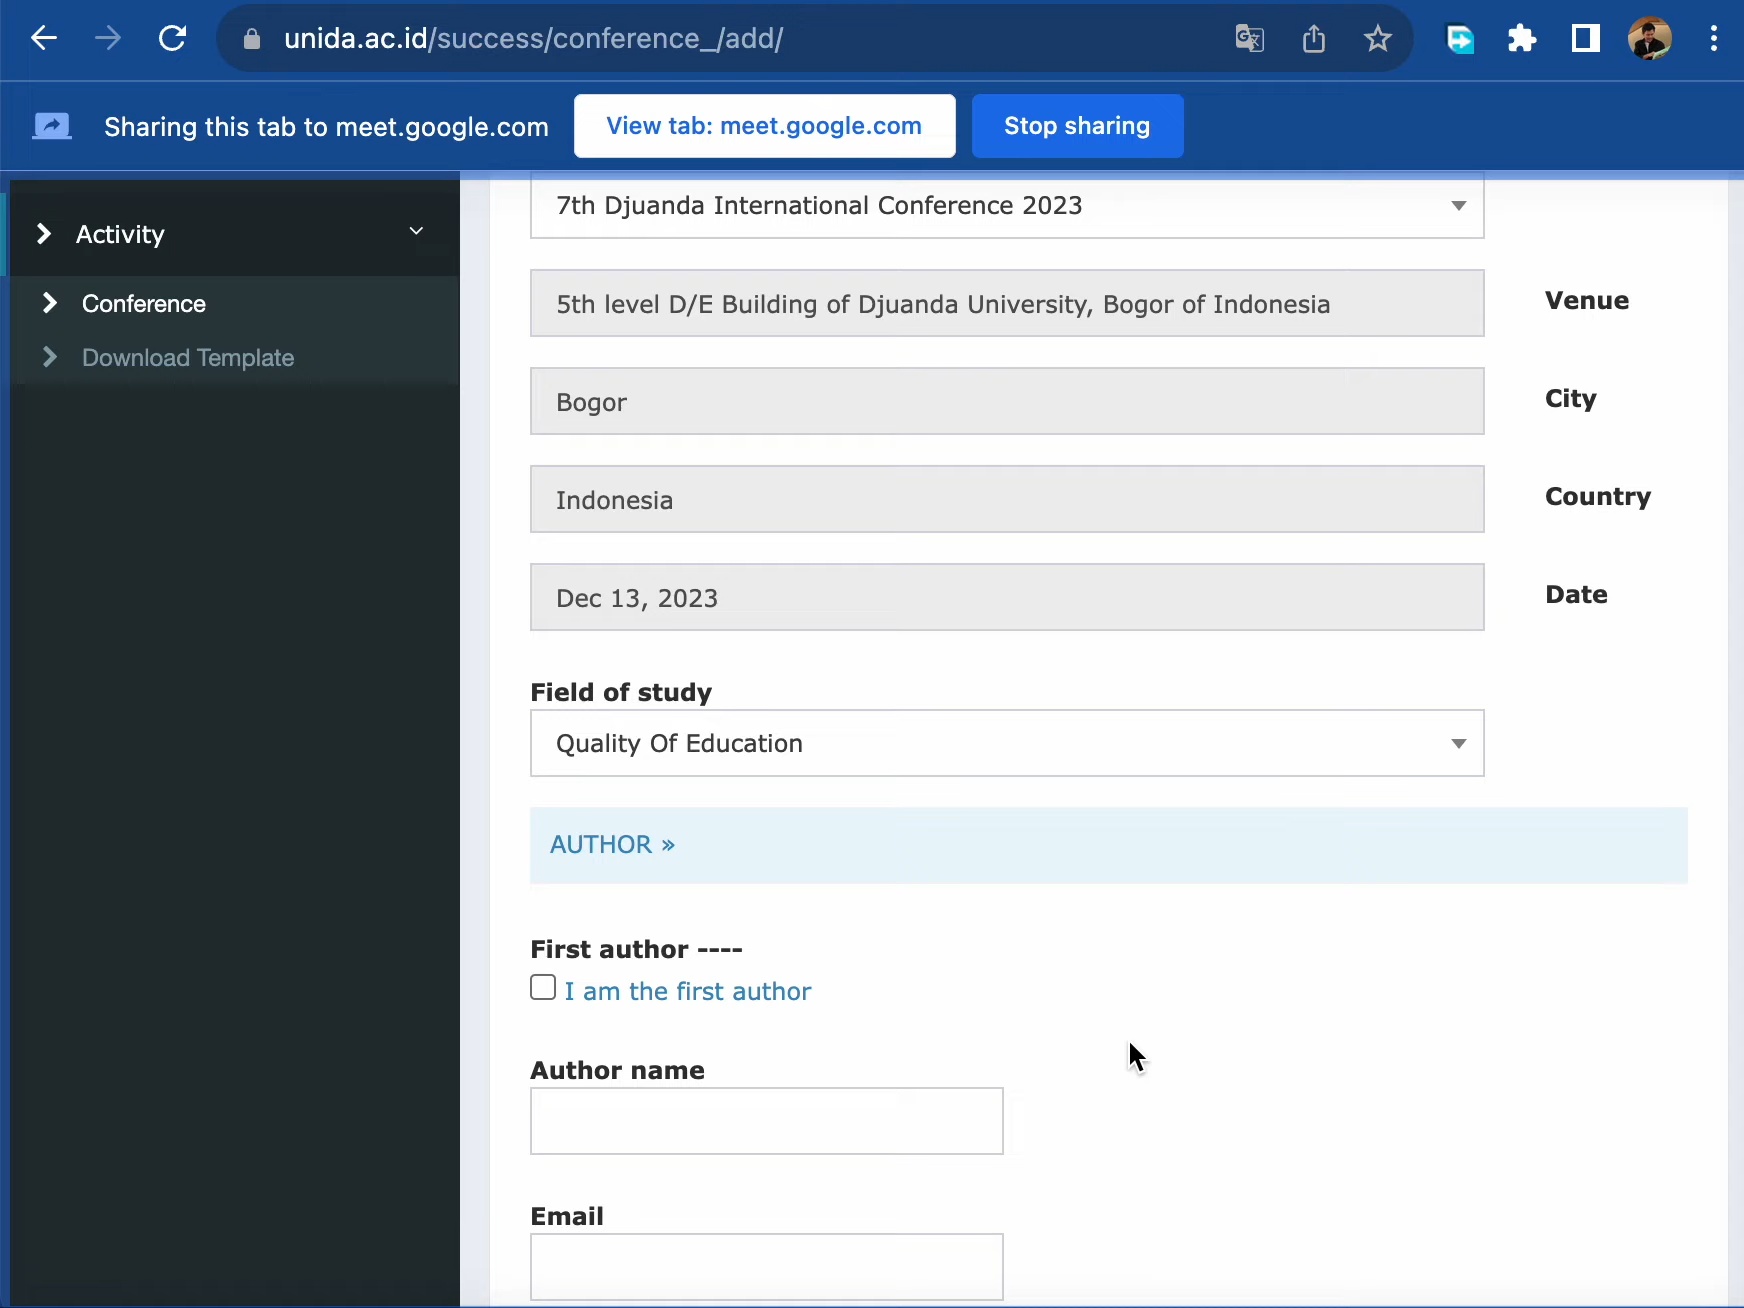 unida.ac.id/success/conference_/add/
Sharing this tab to meet.google.com
View tab: meet.google.com
Stop sharing
Activity
Conference
Download Template
7th Djuanda International Conference 2023
5th level D/E Building of Djuanda University, Bogor of Indonesia
Venue
Bogor
City
Indonesia
Country
Dec 13, 2023
Date
Field of study
Quality Of Education
AUTHOR »
First author ----
I am the first author
Author name
Email